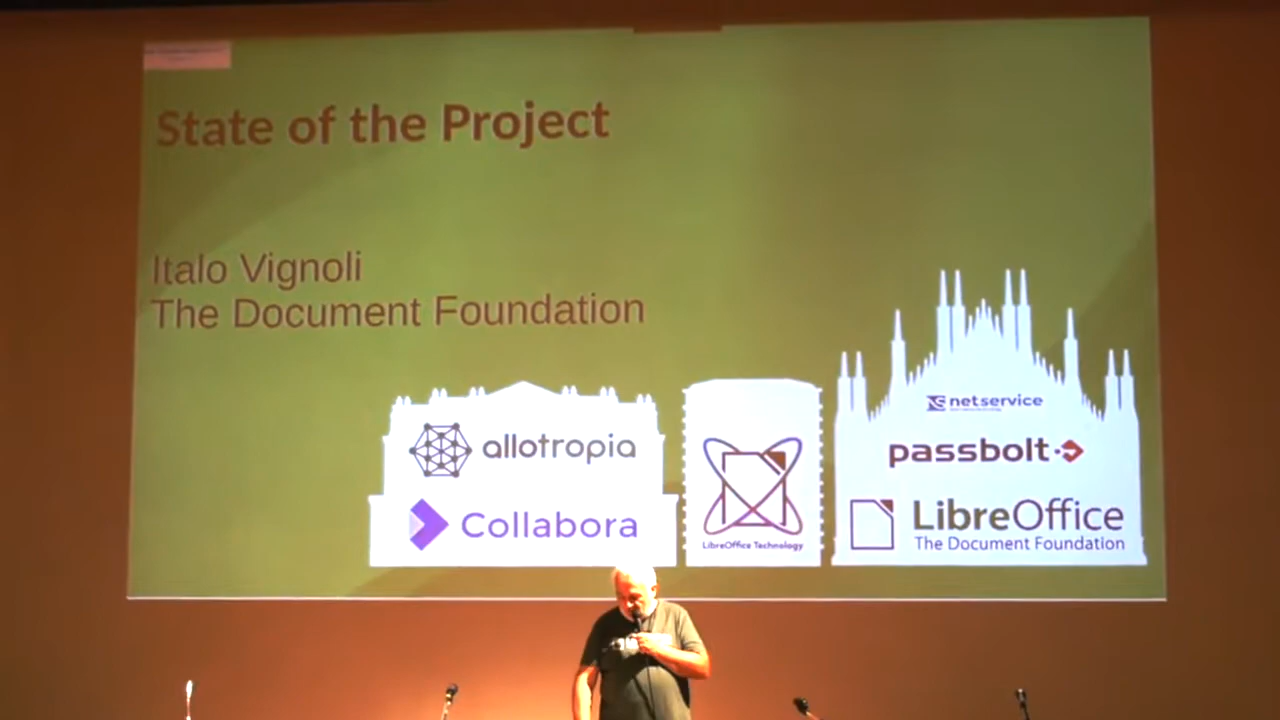 State of the Project
Italo Vignoli
The Document Foundation
allotropia
Collabora
LibreOffice Technology
netservice
passbolt
LibreOffice
The Document Foundation